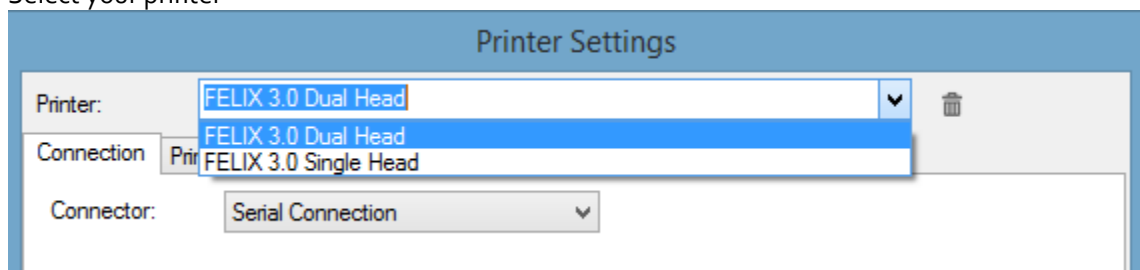 Select your printer
Printer Settings
Printer: FELIX 3.0 Dual Head
FELIX 3.0 Dual Head
Connection
FELIX 3.0 Single Head
Connector: Serial Connection